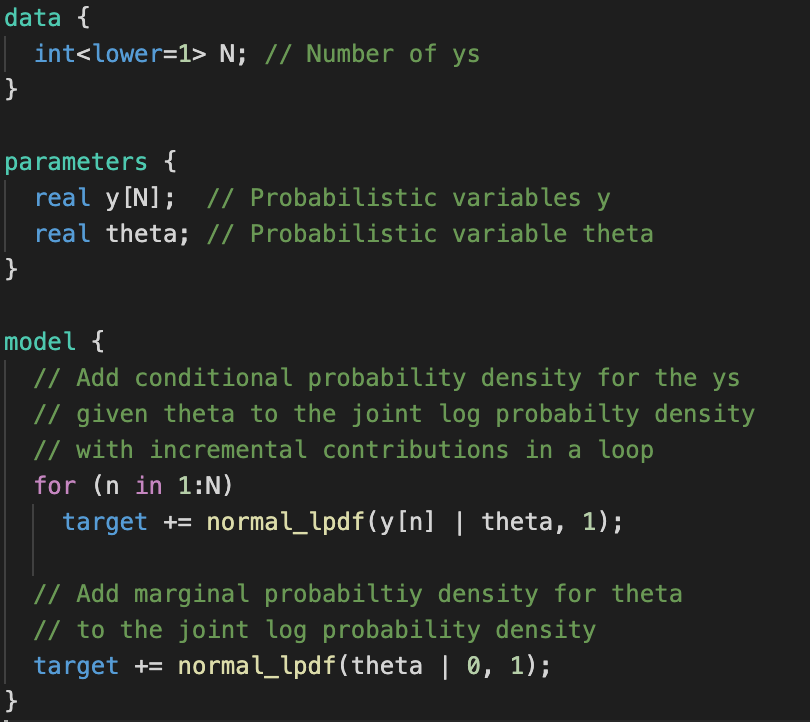 data {
  int<lower=1> N; // Number of ys
}

parameters {
  real y[N];  // Probabilistic variables y
  real theta; // Probabilistic variable theta
}

model {
  // Add conditional probability density for the ys
  // given theta to the joint log probabilty density
  // with incremental contributions in a loop
  for (n in 1:N)
    target += normal_lpdf(y[n] | theta, 1);

  // Add marginal probabiltiy density for theta
  // to the joint log probability density
  target += normal_lpdf(theta | 0, 1);
}